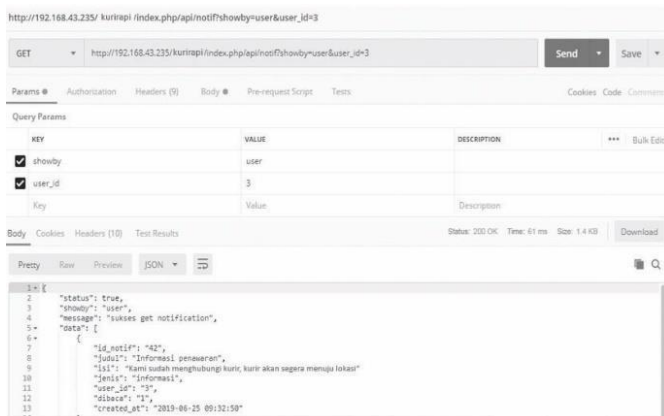 http://192.168.43.235/ kurirapi /index.php/api/notif?showby=user&user_id=3
GET http://192.168.43.235/ kurirapi /index.php/api/notif?showby=user&user_id=3 Send Save
Params Authorization Headers (9) Body Pre-request Script Tests Cookies Code Comment
Query Params
KEY VALUE DESCRIPTION ••• Bulk Edit
showby user
user_id 3
Key Value Description
Body Cookies Headers (10) Test Results Status: 200 OK Time: 61 ms Size: 1.4 KB Download
Pretty Raw Preview JSON
1 {
2 "status": true,
3 "showby": "user",
4 "message": "sukses get notification",
5 "data": [
6 {
7 "id_notif": "42",
8 "judul": "Informasi penawaran",
9 "isi": "Kami sudah menghubungi kurir, kurir akan segera menuju lokasi"
10 "jenis": "informasi",
11 "user_id": "3",
12 "dibaca": "1",
13 "created_at": "2019-06-25 09:32:50"